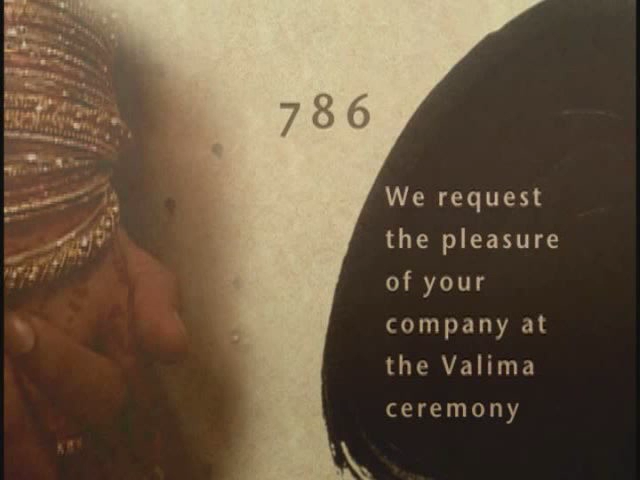 786
We request
the pleasure
of your
company at
the Valima
ceremony